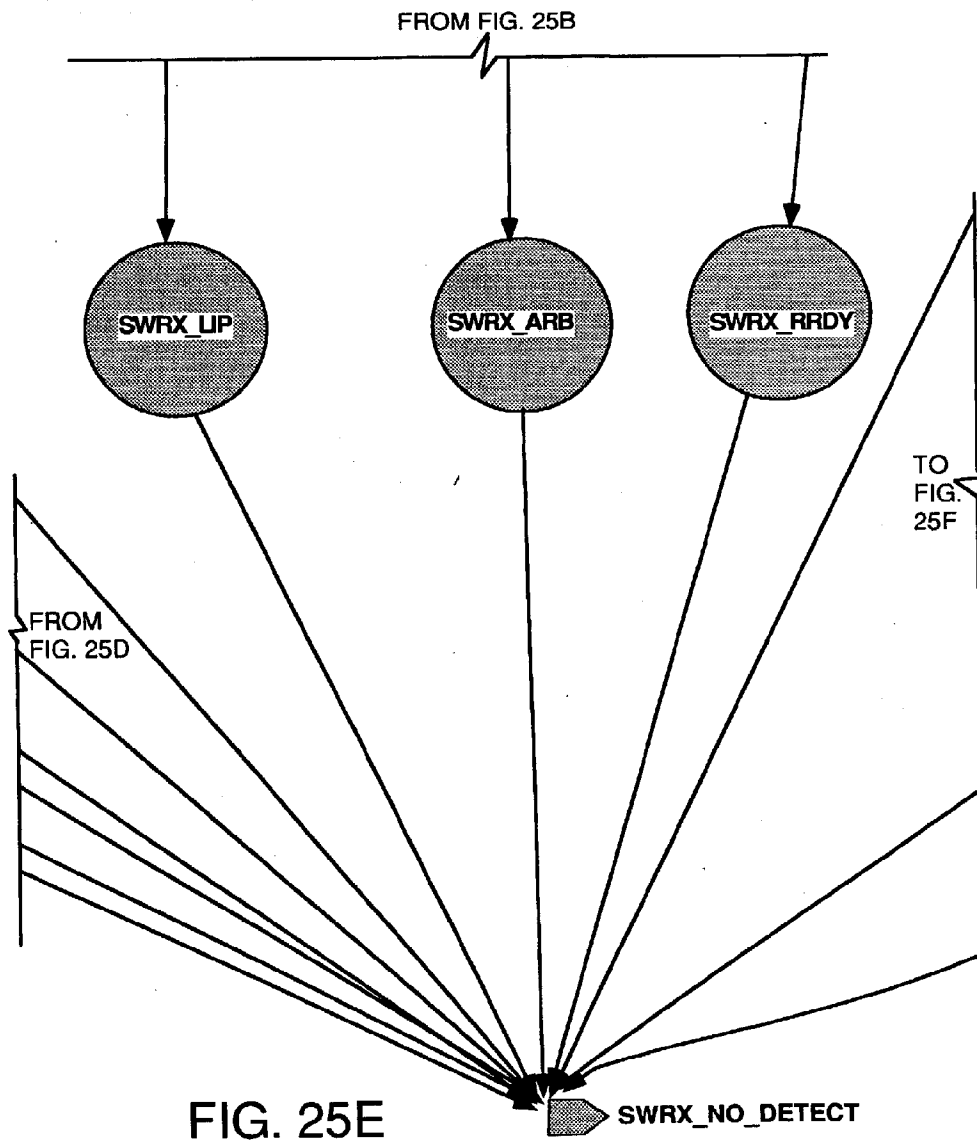 FROM FIG. 25B
SWRX_LIP
SWRX_ARB
SWRX_RRDY
TO
FIG.
25F
FROM
FIG. 25D
FIG. 25E
SWRX_NO_DETECT